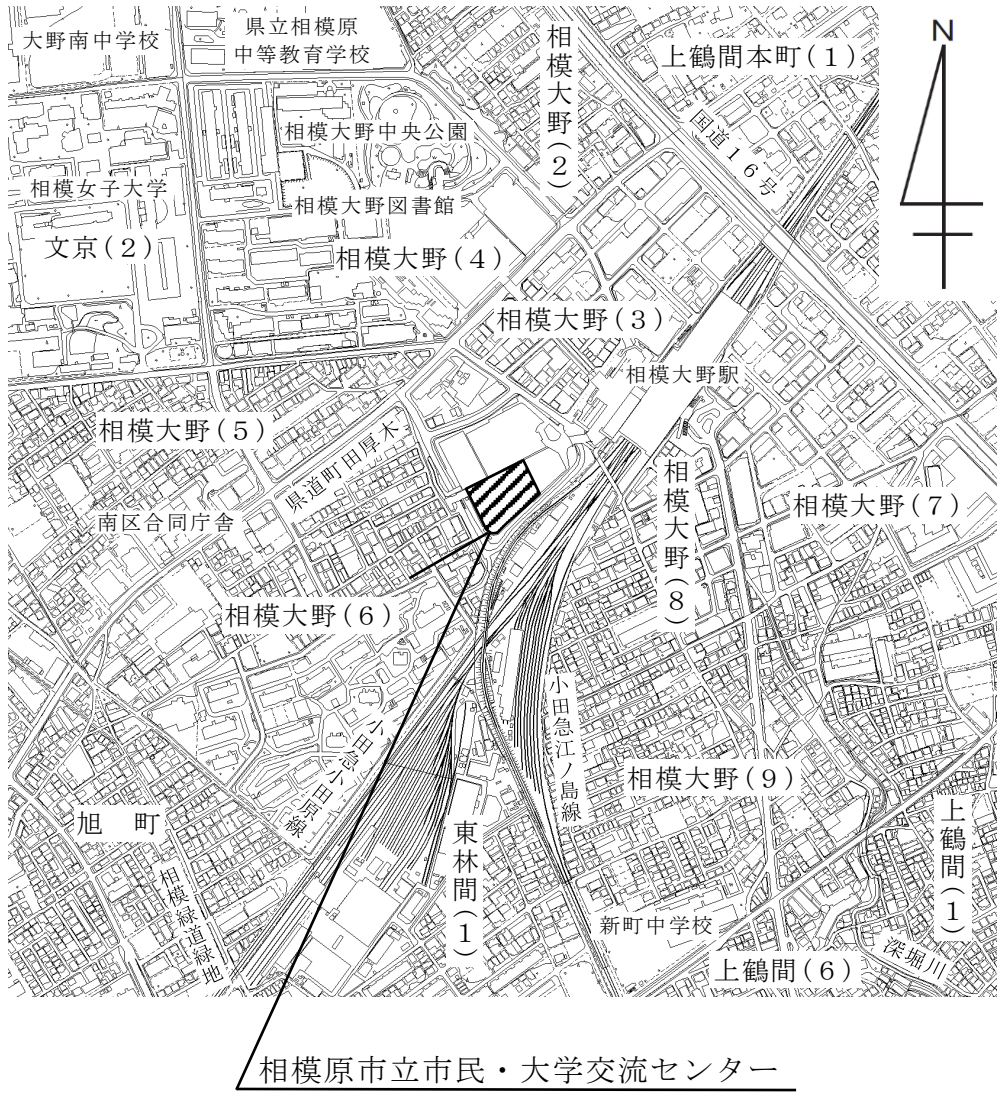 大野南中学校
県立相模原
中等教育学校
相模大野(2)
上鶴間本町(1)
N
国道16号
相模大野中央公園
相模女子大学
相模大野図書館
文京(2)
相模大野(4)
相模大野(3)
相模大野駅
相模大野(5)
県道町田厚木
南区合同庁舎
相模大野(8)
相模大野(7)
相模大野(6)
小田急小田原線
小田急江ノ島線
相模大野(9)
旭町
相模緑道緑地
東林間(1)
新町中学校
上鶴間(1)
上鶴間(6)
深堀川
相模原市立市民・大学交流センター